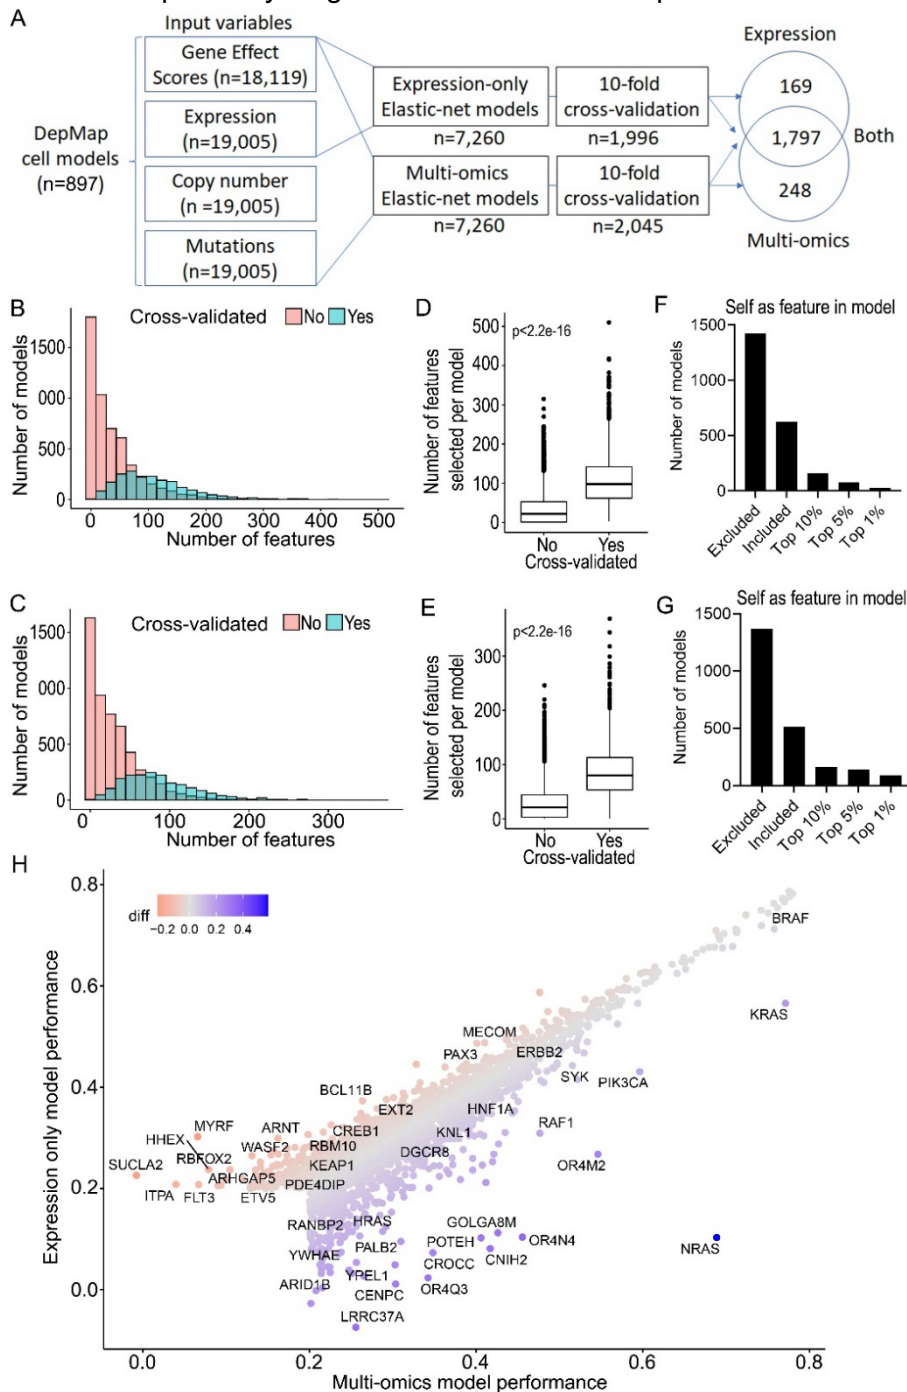 A
Input variables
Gene Effect
Scores (n=18,119)
Expression
(n=19,005)
Copy number
(n =19,005)
Mutations
(n=19,005)
DepMap
cell models
(n=897)
Expression-only
Elastic-net models
n=7,260
Multi-omics
Elastic-net models
n=7,260
10-fold
cross-validation
n=1,996
10-fold
cross-validation
n=2,045
Expression
169
1,797
Both
248
Multi-omics
B
Cross-validated No Yes
Number of models
1500
000
500
0
0 100 200 300 400 500
Number of features
C
Cross-validated No Yes
Number of models
1500
000
500
0
0 100 200 300
Number of features
D
p<2.2e-16
Number of features
selected per model
500
400
300
200
100
0
No Yes
Cross-validated
E
p<2.2e-16
Number of features
selected per model
300
200
100
0
No Yes
Cross-validated
F
Self as feature in model
Number of models
1500
1000
500
0
Excluded
Included
Top 10%
Top 5%
Top 1%
G
Self as feature in model
Number of models
1500
1000
500
0
Excluded
Included
Top 10%
Top 5%
Top 1%
H
diff
-0.2 0.0 0.2 0.4
Expression only model performance
0.8
0.6
0.4
0.2
0.0
BRAF
KRAS
MECOM
PAX3
ERBB2
SYK
PIK3CA
BCL11B
EXT2
HNF1A
MYRF
ARNT
CREB1
KNL1
RAF1
HHEX
WASF2
RBM10
RBFOX2
DGCR8
SUCLA2
KEAP1
OR4M2
ARHGAP5
ITPA
FLT3
ETV5
PDE4DIP
RANBP2
HRAS
GOLGA8M
POTEH
OR4N4
NRAS
YWHAE
PALB2
CROCC
CNIH2
ARID1B
YPEL1
CENPC
OR4Q3
LRRC37A
0.0 0.2 0.4 0.6 0.8
Multi-omics model performance